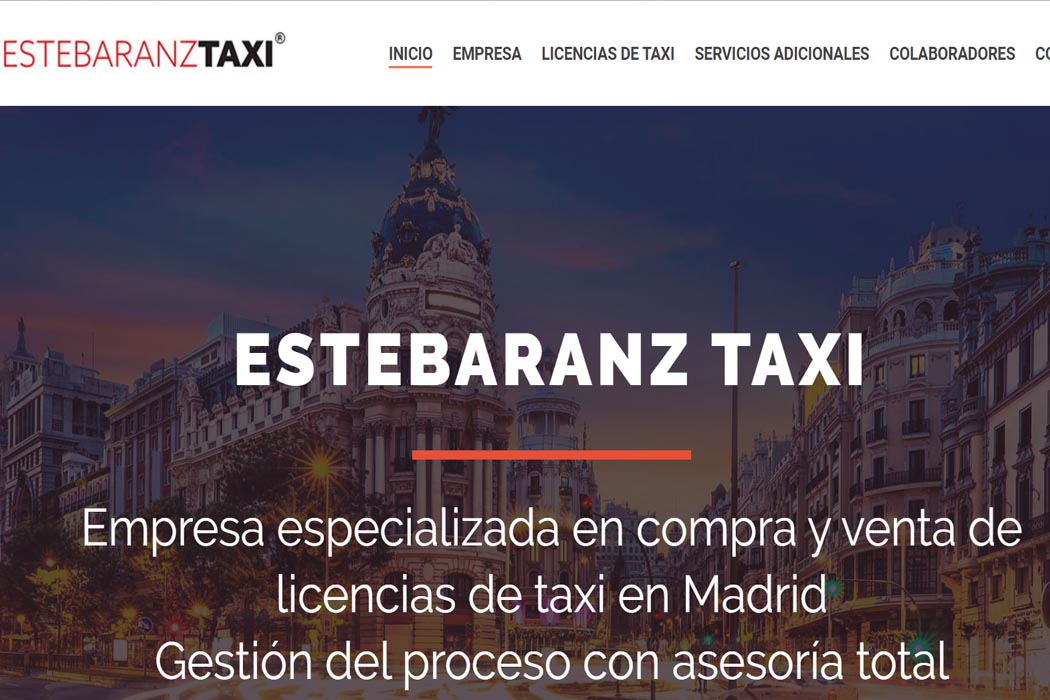 ESTEBARANZTAXI®
INICIO EMPRESA LICENCIAS DE TAXI SERVICIOS ADICIONALES COLABORADORES
ESTEBARANZ TAXI
Empresa especializada en compra y venta de
licencias de taxi en Madrid
Gestión del proceso con asesoría total